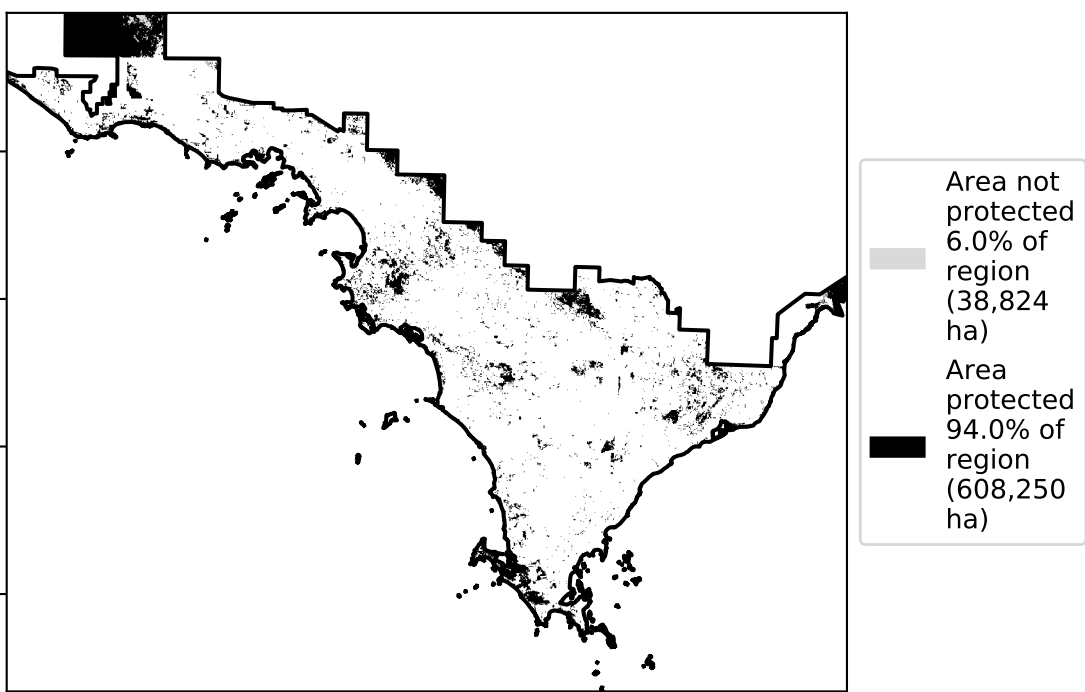 Area not
protected
6.0% of
region
(38,824
ha)
Area
protected
94.0% of
region
(608,250
ha)